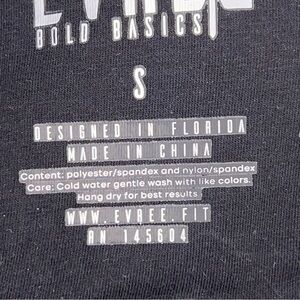 BOLD BASICS
S
DESIGNED IN FLORIDA
MADE IN CHINA
Content: polyester/spandex and nylon/spandex
Care: Cold water gentle wash with like colors.
Hang dry for best results
WWW.EVREE.FIT
RN 145604